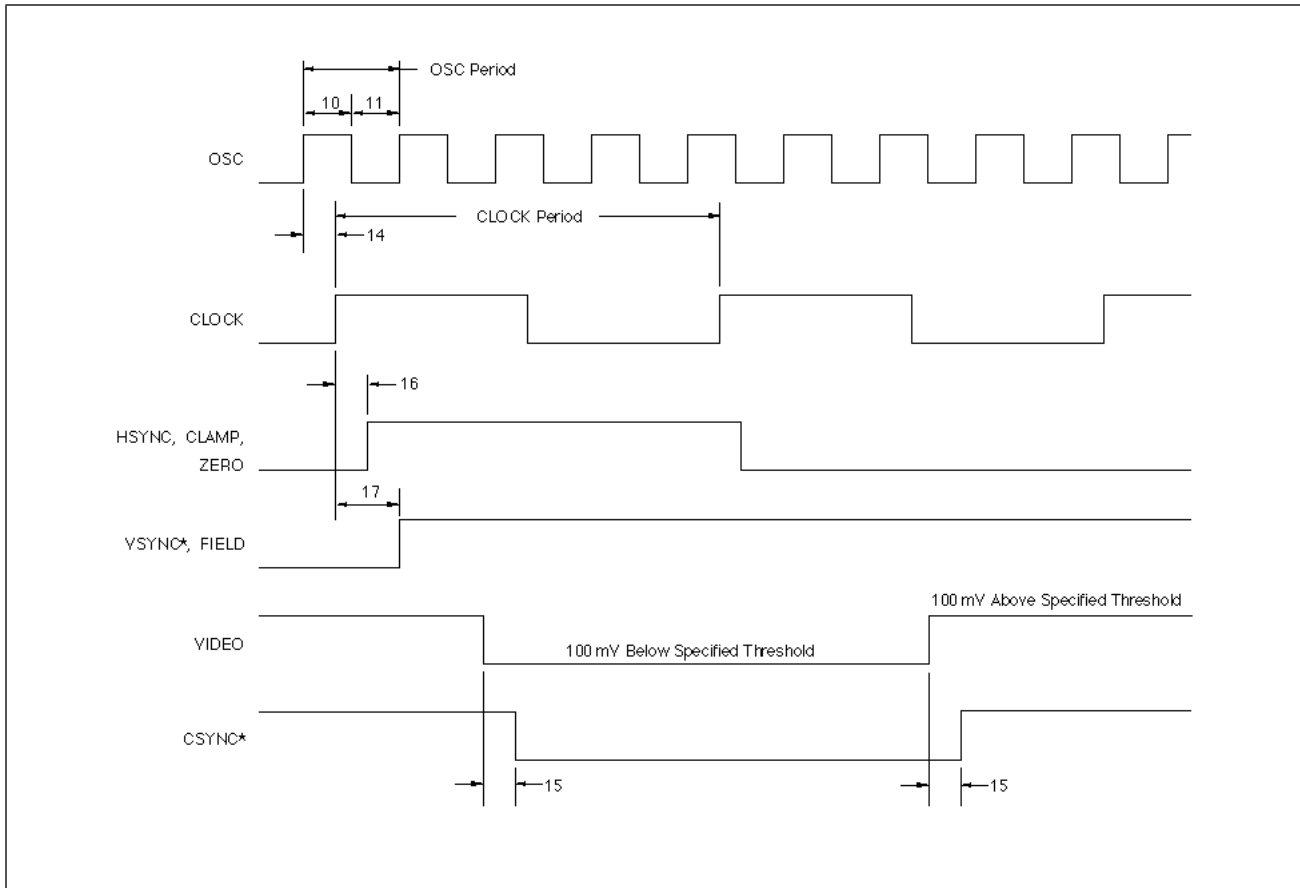 OSC Period
10
11
OSC
CLOCK Period
14
CLOCK
16
HSYNC, CLAMP,
ZERO
17
VSYNC*, FIELD
100 mV Above Specified Threshold
VIDEO
100 mV Below Specified Threshold
CSYNC*
15
15